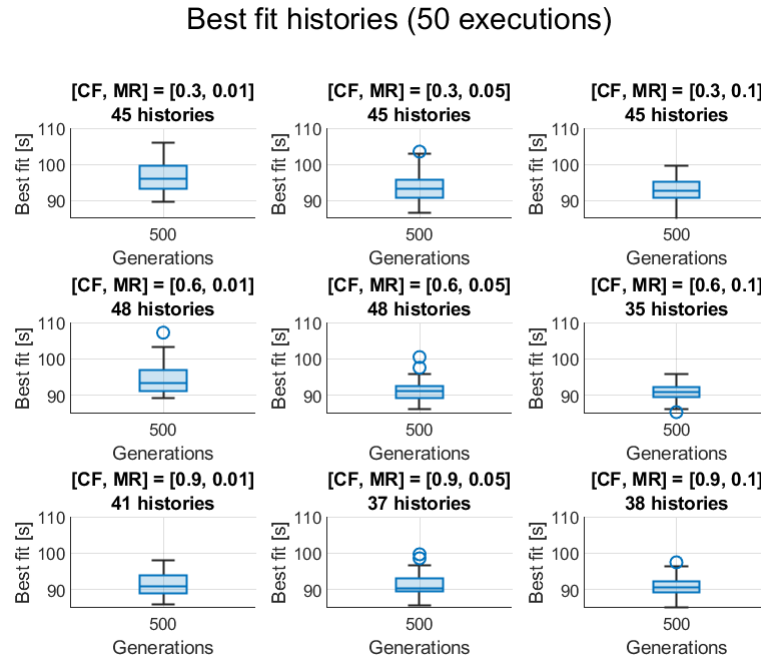 Best fit histories (50 executions)
[CF, MR] = [0.3, 0.01]
45 histories
110
100
90
Best fit [s]
500
Generations
[CF, MR] = [0.3, 0.05]
45 histories
110
100
90
Best fit [s]
500
Generations
[CF, MR] = [0.3, 0.1]
45 histories
110
100
90
Best fit [s]
500
Generations
[CF, MR] = [0.6, 0.01]
48 histories
110
100
90
Best fit [s]
500
Generations
[CF, MR] = [0.6, 0.05]
48 histories
110
100
90
Best fit [s]
500
Generations
[CF, MR] = [0.6, 0.1]
35 histories
110
100
90
Best fit [s]
500
Generations
[CF, MR] = [0.9, 0.01]
41 histories
110
100
90
Best fit [s]
500
Generations
[CF, MR] = [0.9, 0.05]
37 histories
110
100
90
Best fit [s]
500
Generations
[CF, MR] = [0.9, 0.1]
38 histories
110
100
90
Best fit [s]
500
Generations